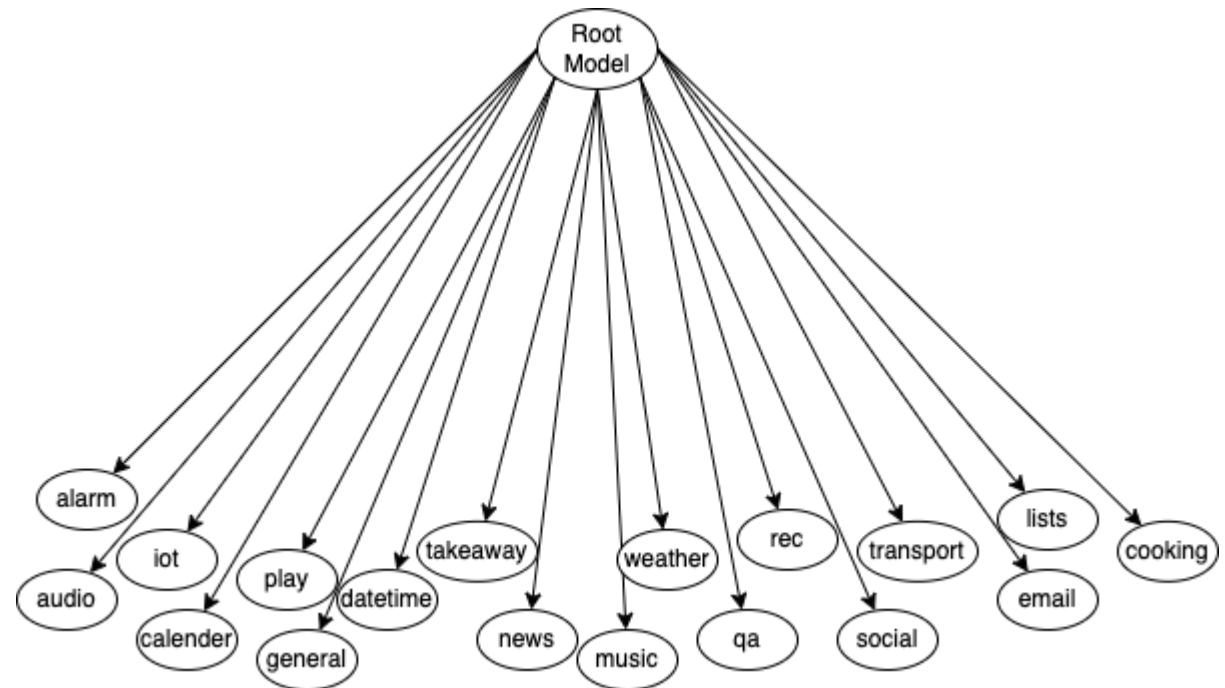 Root
Model
alarm
iot
audio
calender
play
general
datetime
takeaway
news
music
weather
qa
rec
social
transport
lists
email
cooking